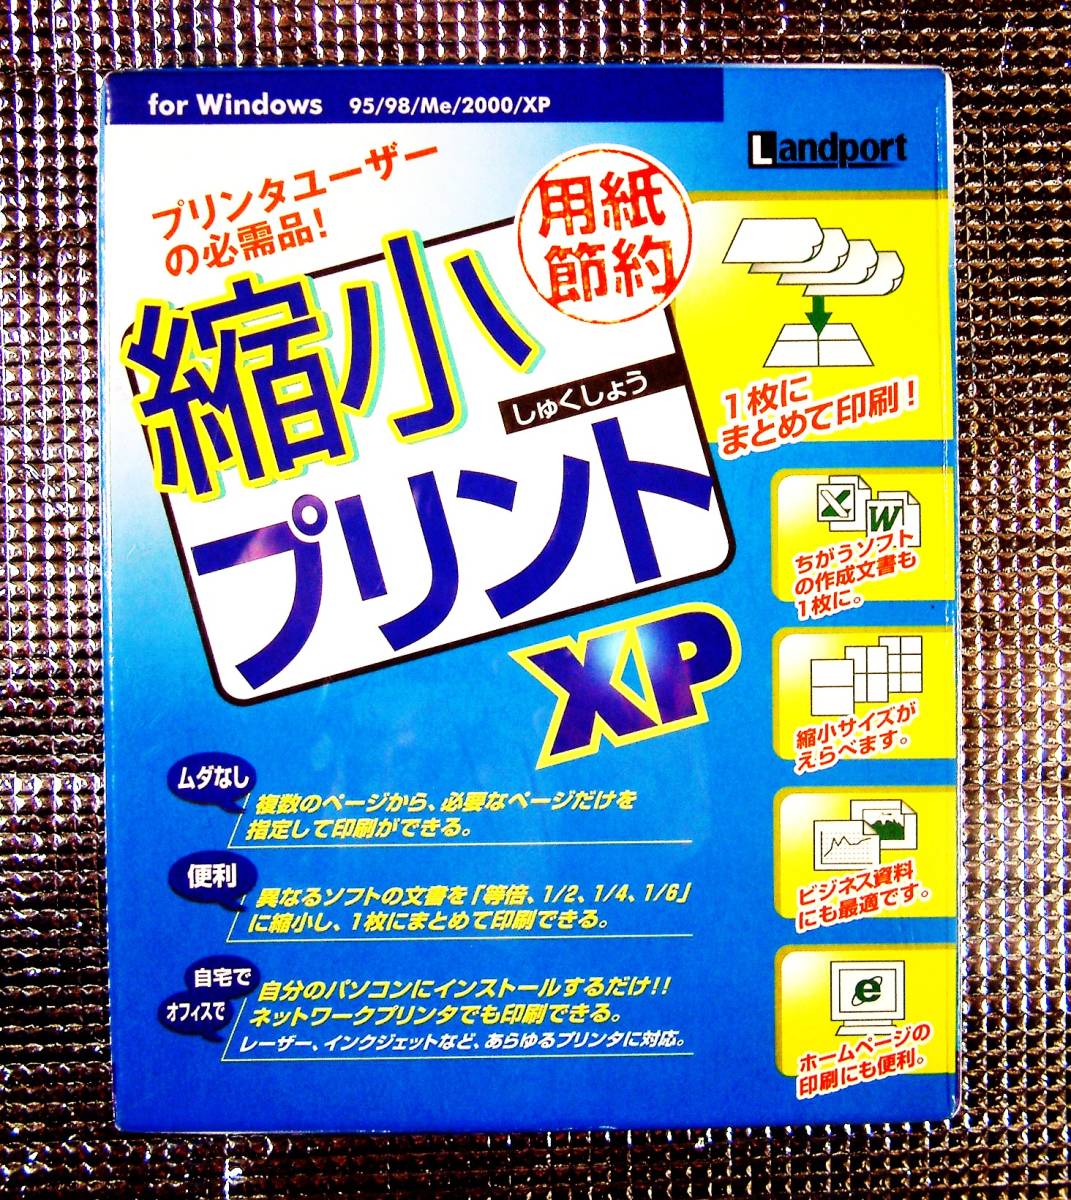 for Windows 95/98/Me/2000/XP
Landport
プリンタユーザー
の必需品!
用紙
節約
縮小
しゅくしょう
プリント
XP
1枚に
まとめて印刷!
X
W
ちがうソフト
の作成文書も
1枚に。
縮小サイズが
えらべます。
ビジネス資料
にも最適です。
e
ホームページの
印刷にも便利。
ムダなし
複数のページから、必要なページだけを
指定して印刷ができる。
便利
異なるソフトの文書を「等倍、1/2、1/4、1/6」
に縮小し、1枚にまとめて印刷できる。
自宅で
オフィスで
自分のパソコンにインストールするだけ!!
ネットワークプリンタでも印刷できる。
レーザー、インクジェットなど、あらゆるプリンタに対応。